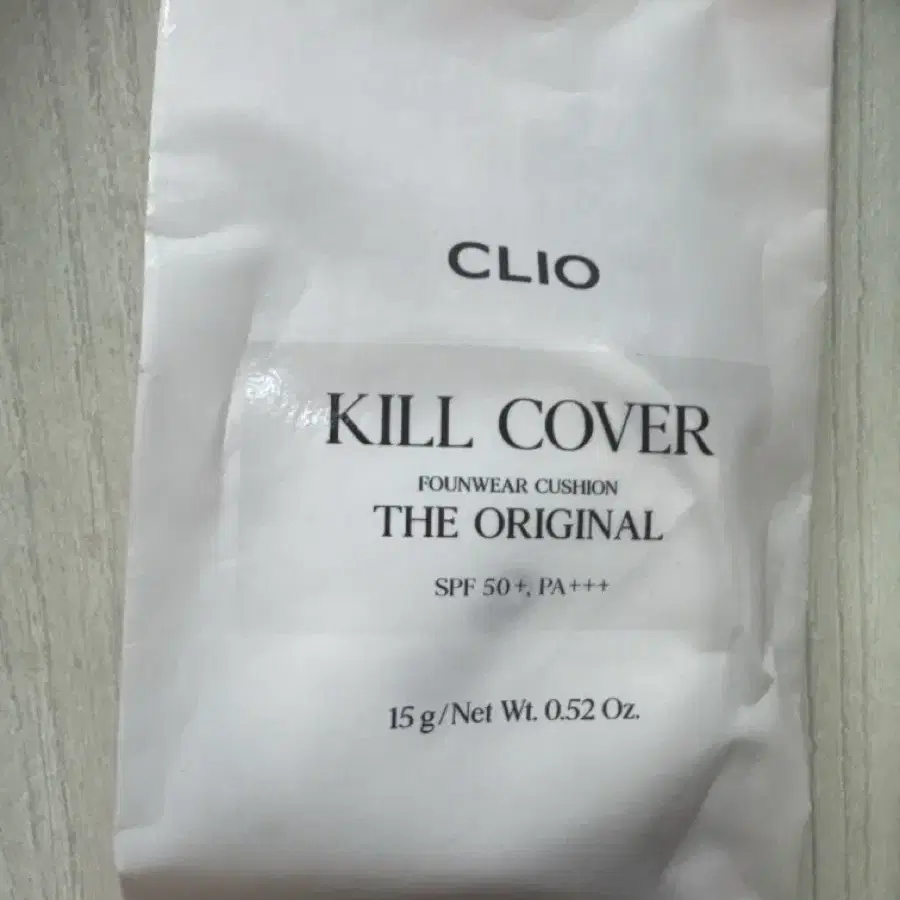 CLIO
KILL COVER
FOUNWEAR CUSHION
THE ORIGINAL
SPF 50+, PA+++
15 g/Net Wt. 0.52 Oz.